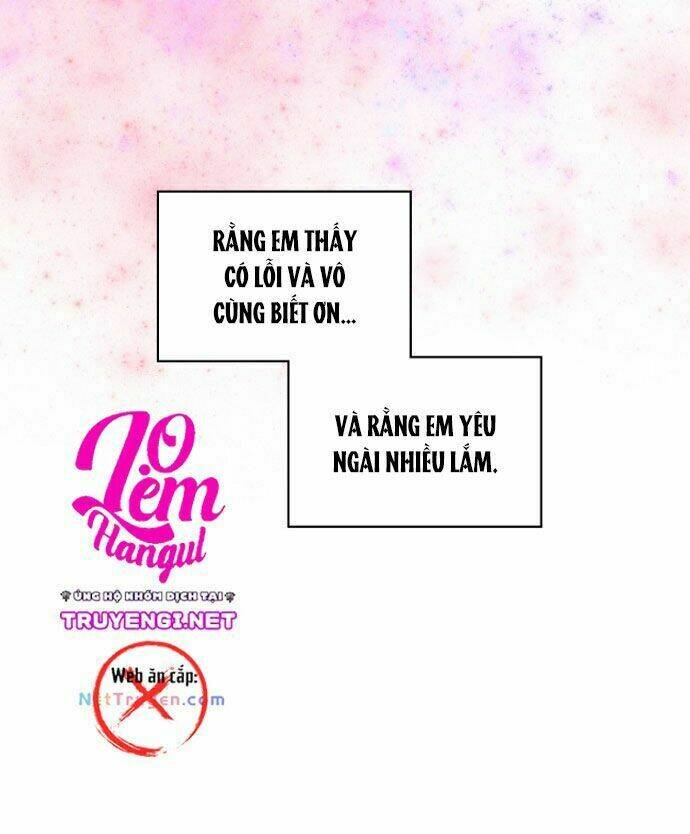 RẰNG EM THẤY
CÓ LỖI VÀ VÔ
CÙNG BIẾT ƠN...
VÀ RẰNG EM YÊU
NGÀI NHIỀU LẮM.
LO
LEM
HANGUL
ỦNG HỘ NHÓM DỊCH TẠI
TRUYENGI.NET
Web ăn cắp:
NetTruyen.com